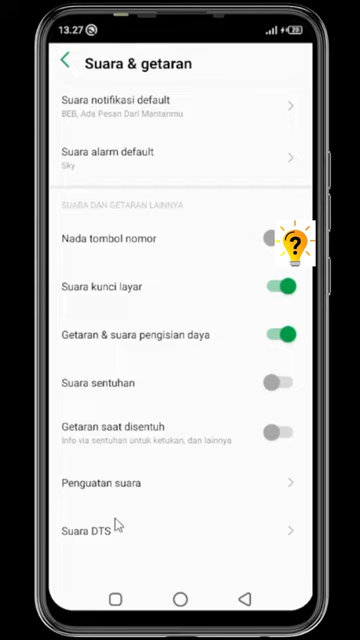 13.27
29
Suara & getaran
Suara notifikasi default
BEB, Ada Pesan Dari Mantanmu
Suara alarm default
Sky
SUARA DAN GETARAN LAINNYA
Nada tombol nomor
?
Suara kunci layar
Getaran & suara pengisian daya
Suara sentuhan
Getaran saat disentuh
Info via sentuhan untuk ketukan, dan lainnya
Penguatan suara
Suara DTS